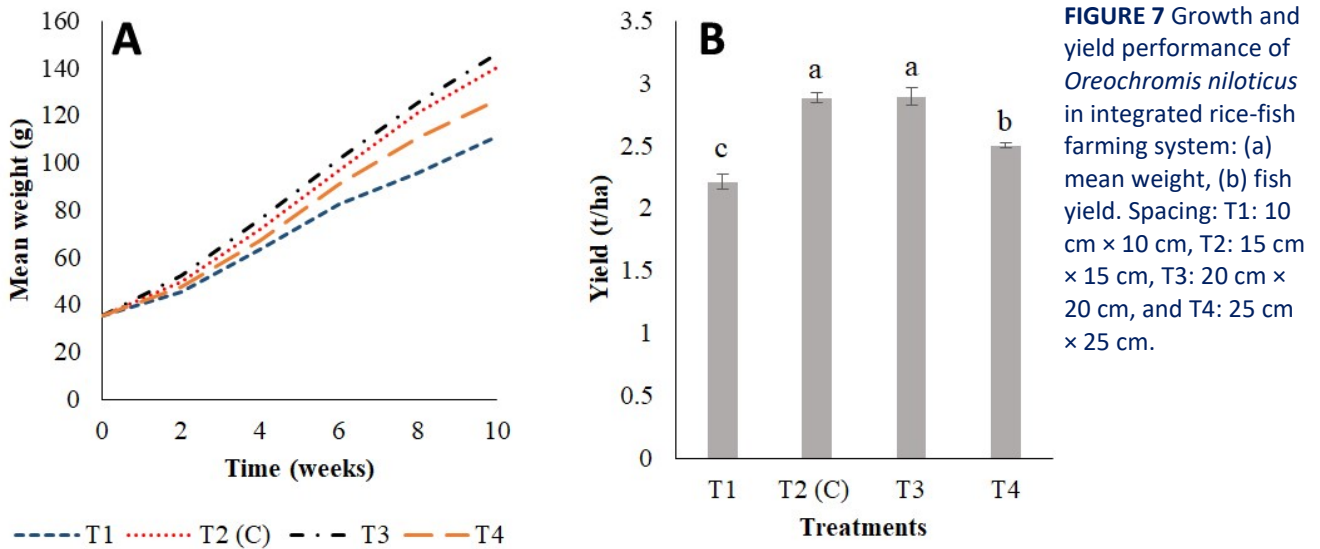 A
160
140
120
100
80
60
40
20
0
Mean weight (g)
0 2 4 6 8 10
Time (weeks)
T1 T2 (C) T3 T4
B
3.5
3
2.5
2
1.5
1
0.5
0
Yield (t/ha)
c a a b
T1 T2 (C) T3 T4
Treatments
FIGURE 7 Growth and
yield performance of
Oreochromis niloticus
in integrated rice-fish
farming system: (a)
mean weight, (b) fish
yield. Spacing: T1: 10
cm × 10 cm, T2: 15 cm
× 15 cm, T3: 20 cm ×
20 cm, and T4: 25 cm
× 25 cm.